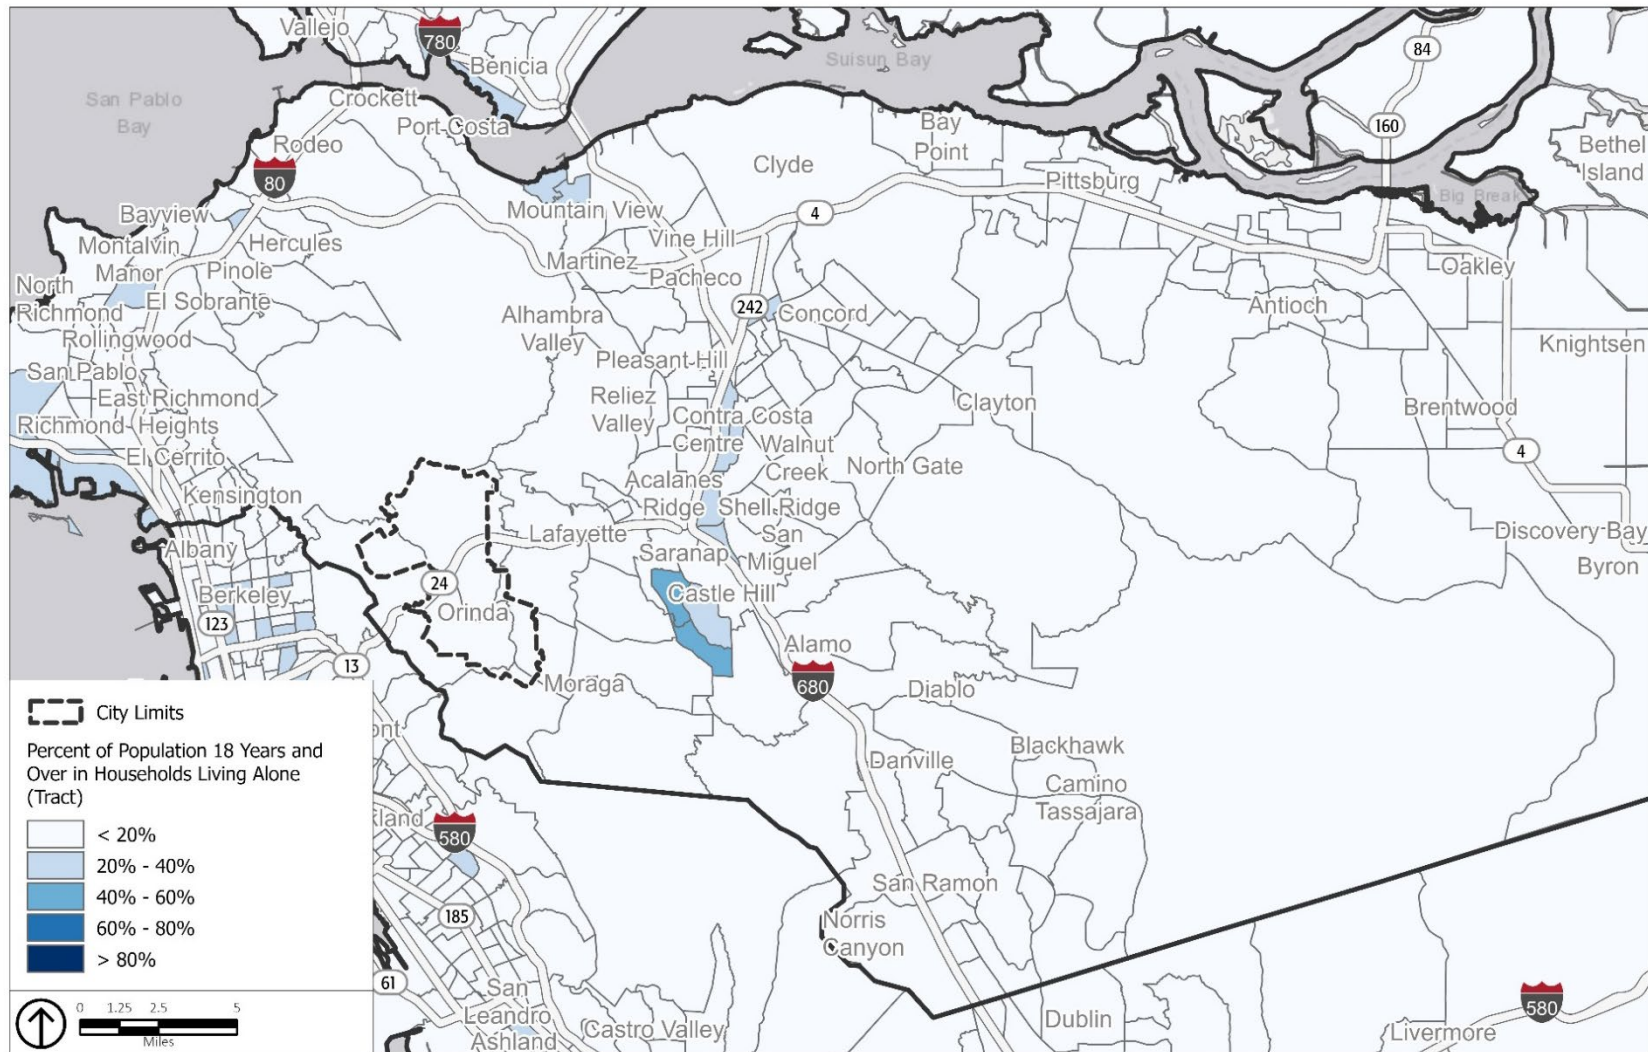 Vallejo
780
Benicia
Suisun Bay
84
San Pablo
Bay
Crockett
Port Costa
Rodeo
80
Bay
Point
Clyde
160
Bethel
Island
Pittsburg
Big Break
Bayview
Mountain View
4
Montalvin
Manor
Hercules
Pinole
Vine Hill
Martinez
Pacheco
Oakley
North
Richmond
El Sobrante
242
Concord
Antioch
Alhambra
Valley
Rollingwood
Knightsen
San Pablo
Pleasant Hill
East Richmond
Heights
Reliez
Valley
Clayton
Brentwood
Richmond
Contra Costa
Centre
El Cerrito
Walnut
Creek
North Gate
4
Kensington
Acalanes
Ridge
Shell Ridge
Albany
Lafayette
San
Miguel
Discovery Bay
Byron
Saranap
24
Berkeley
Castle Hill
Orinda
123
Alamo
13
Moraga
680
Diablo
ont
Danville
Blackhawk
Camino
Tassajara
kland
580
San Ramon
185
Norris
Canyon
61
San
Leandro
Ashland
Castro Valley
Dublin
580
Livermore
City Limits
Percent of Population 18 Years and
Over in Households Living Alone
(Tract)
< 20%
20% - 40%
40% - 60%
60% - 80%
> 80%
0 1.25 2.5 5
Miles